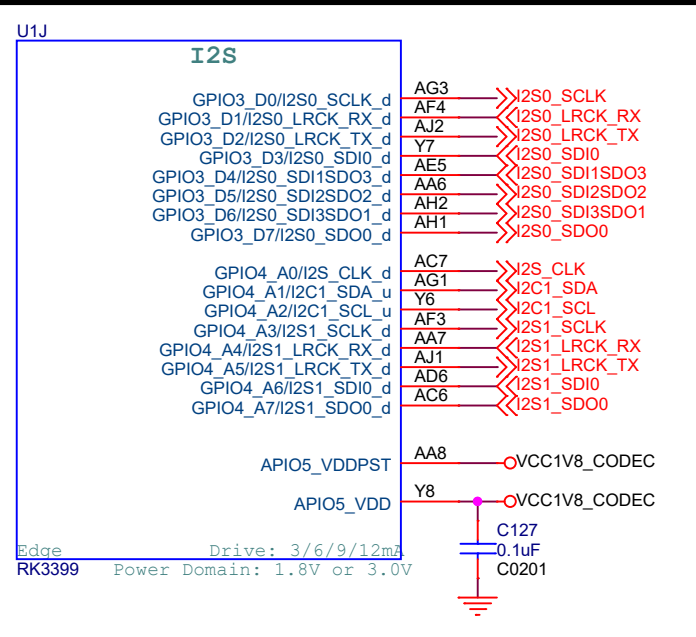 U1J
I2S
GPIO3_D0/I2S0_SCLK_d AG3 I2S0_SCLK
GPIO3_D1/I2S0_LRCK_RX_d AF4 I2S0_LRCK_RX
GPIO3_D2/I2S0_LRCK_TX_d AJ2 I2S0_LRCK_TX
GPIO3_D3/I2S0_SDI0_d Y7 I2S0_SDI0
GPIO3_D4/I2S0_SDI1SDO3_d AE5 I2S0_SDI1SDO3
GPIO3_D5/I2S0_SDI2SDO2_d AA6 I2S0_SDI2SDO2
GPIO3_D6/I2S0_SDI3SDO1_d AH2 I2S0_SDI3SDO1
GPIO3_D7/I2S0_SDO0_d AH1 I2S0_SDO0
GPIO4_A0/I2S_CLK_d AC7 I2S_CLK
GPIO4_A1/I2C1_SDA_u AG1 I2C1_SDA
GPIO4_A2/I2C1_SCL_u Y6 I2C1_SCL
GPIO4_A3/I2S1_SCLK_d AF3 I2S1_SCLK
GPIO4_A4/I2S1_LRCK_RX_d AA7 I2S1_LRCK_RX
GPIO4_A5/I2S1_LRCK_TX_d AJ1 I2S1_LRCK_TX
GPIO4_A6/I2S1_SDI0_d AD6 I2S1_SDI0
GPIO4_A7/I2S1_SDO0_d AC6 I2S1_SDO0
APIO5_VDDPST AA8 VCC1V8_CODEC
APIO5_VDD Y8 VCC1V8_CODEC
C127
Edge Drive: 3/6/9/12mA 0.1uF
RK3399 Power Domain: 1.8V or 3.0V C0201